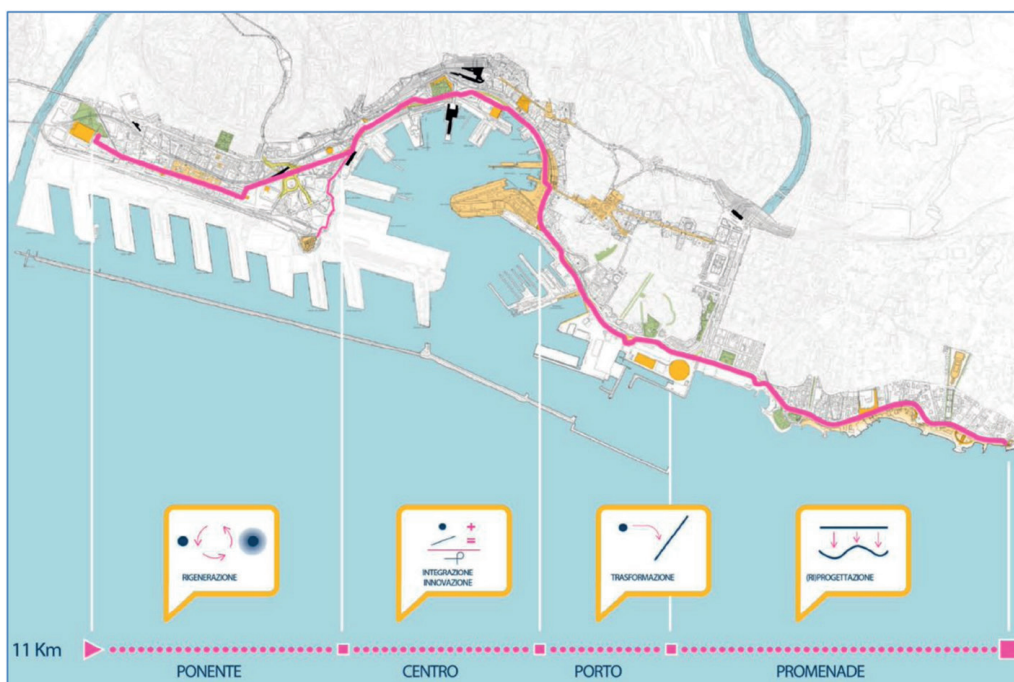 RIGENERAZIONE
INTEGRAZIONE
INNOVAZIONE
TRASFORMAZIONE
(RI)PROGETTAZIONE
11 Km
PONENTE
CENTRO
PORTO
PROMENADE